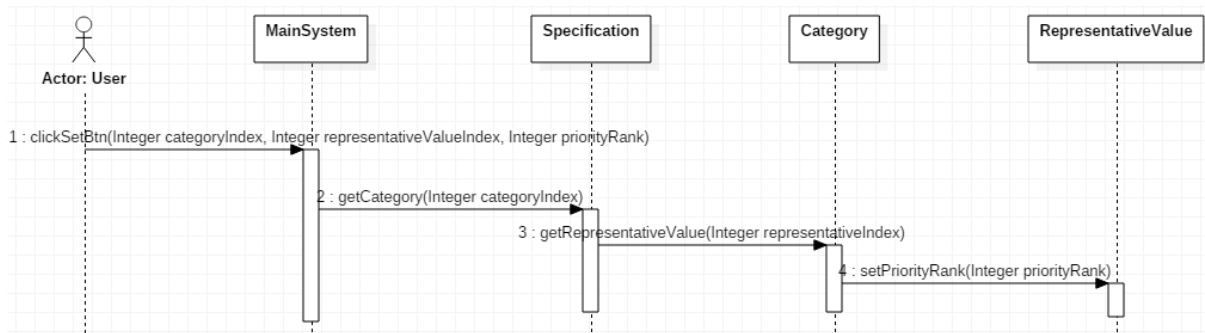 MainSystem
Specification
Category
RepresentativeValue
Actor: User
1 : clickSetBtn(Integer categoryIndex, Integer representativeValueIndex, Integer priorityRank)
2 : getCategory(Integer categoryIndex)
3 : getRepresentativeValue(Integer representativeIndex)
4 : setPriorityRank(Integer priorityRank)